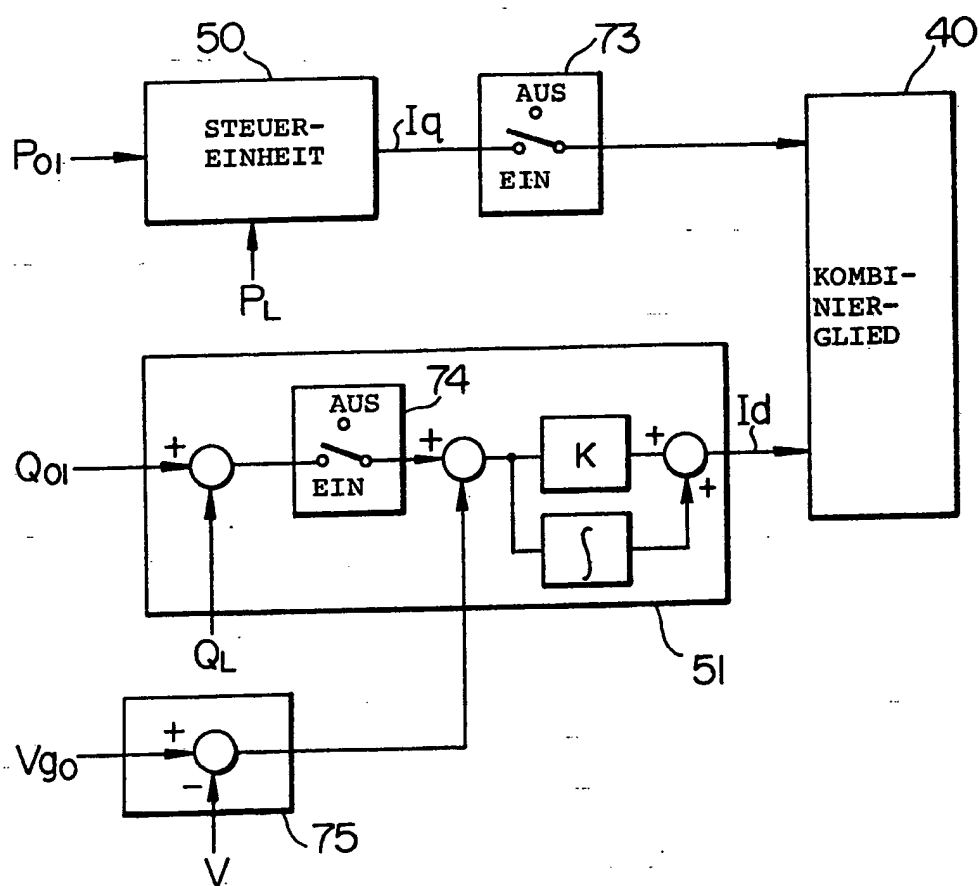 50
73
40
AUS
STEUER-
EINHEIT
Iq
P01
EIN
PL
KOMBI-
NIER-
GLIED
74
AUS
Id
+
+
+
Q01
K
EIN
+
∫
QL
51
+
Vg0
-
75
V